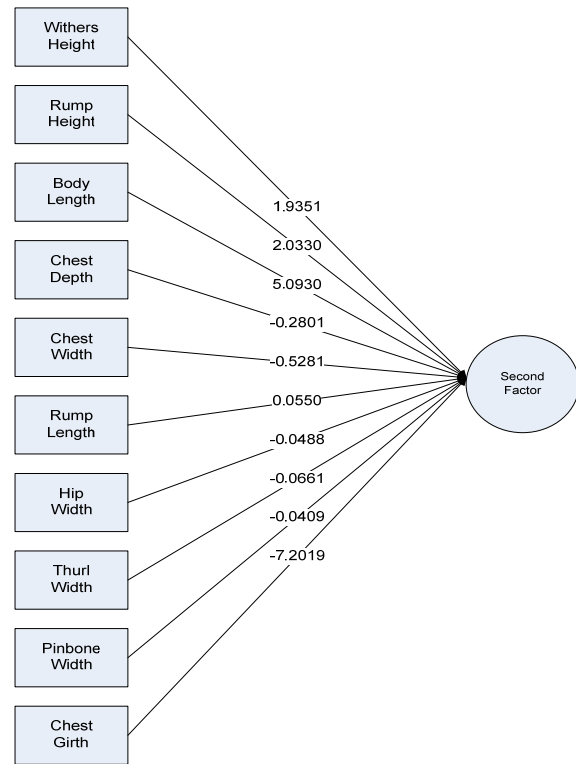 Withers
Height
Rump
Height
Body
Length
Chest
Depth
Chest
Width
Rump
Length
Hip
Width
Thurl
Width
Pinbone
Width
Chest
Girth
1.9351
2.0330
5.0930
-0.2801
-0.5281
0.0550
-0.0488
-0.0661
-0.0409
-7.2019
Second
Factor